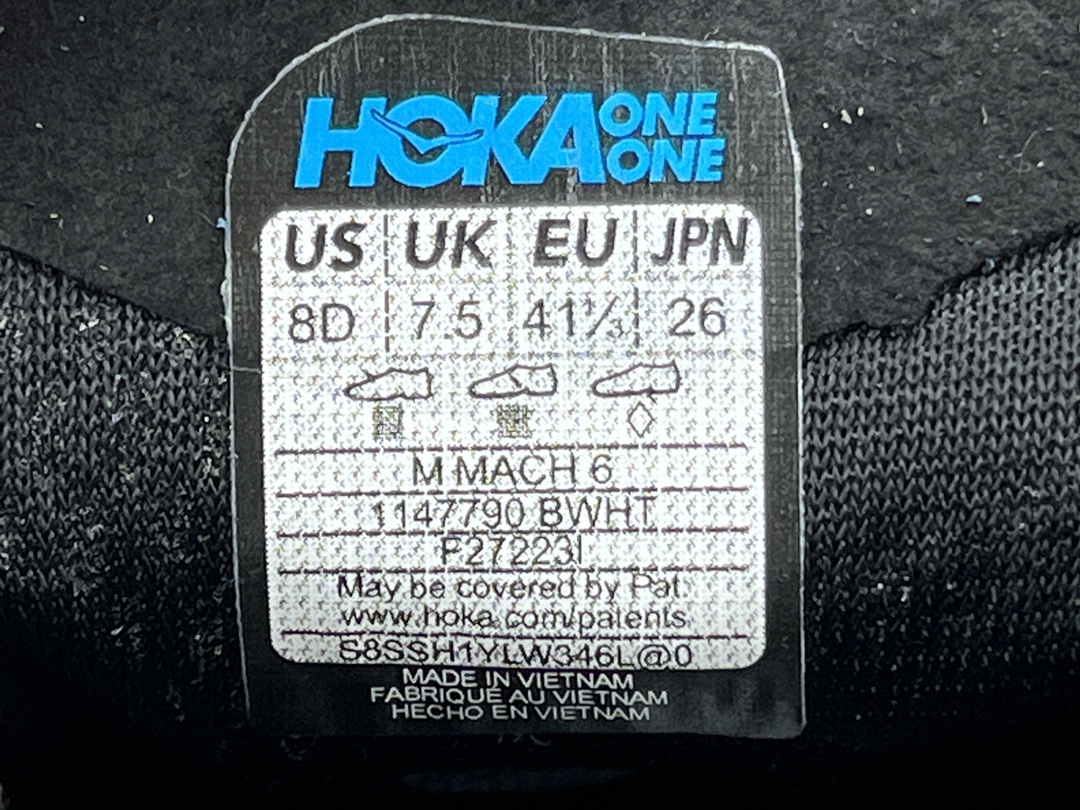 HOKA ONE ONE
US UK EU JPN
8D 7.5 41⅓ 26
M MACH 6
1147790 BWHT
F27223I
May be covered by Pat.
www.hoka.com/patents
S8SSH1YLW346L@0
MADE IN VIETNAM
FABRIQUE AU VIETNAM
HECHO EN VIETNAM